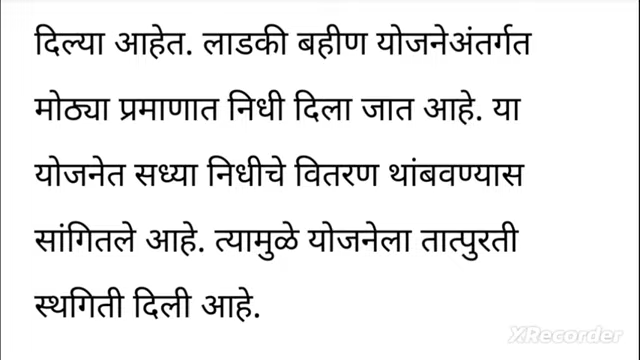 दिल्या आहेत. लाडकी बहीण योजनेअंतर्गत
मोठ्या प्रमाणात निधी दिला जात आहे. या
योजनेत सध्या निधीचे वितरण थांबवण्यास
सांगितले आहे. त्यामुळे योजनेला तात्पुरती
स्थगिती दिली आहे.
XRecorder